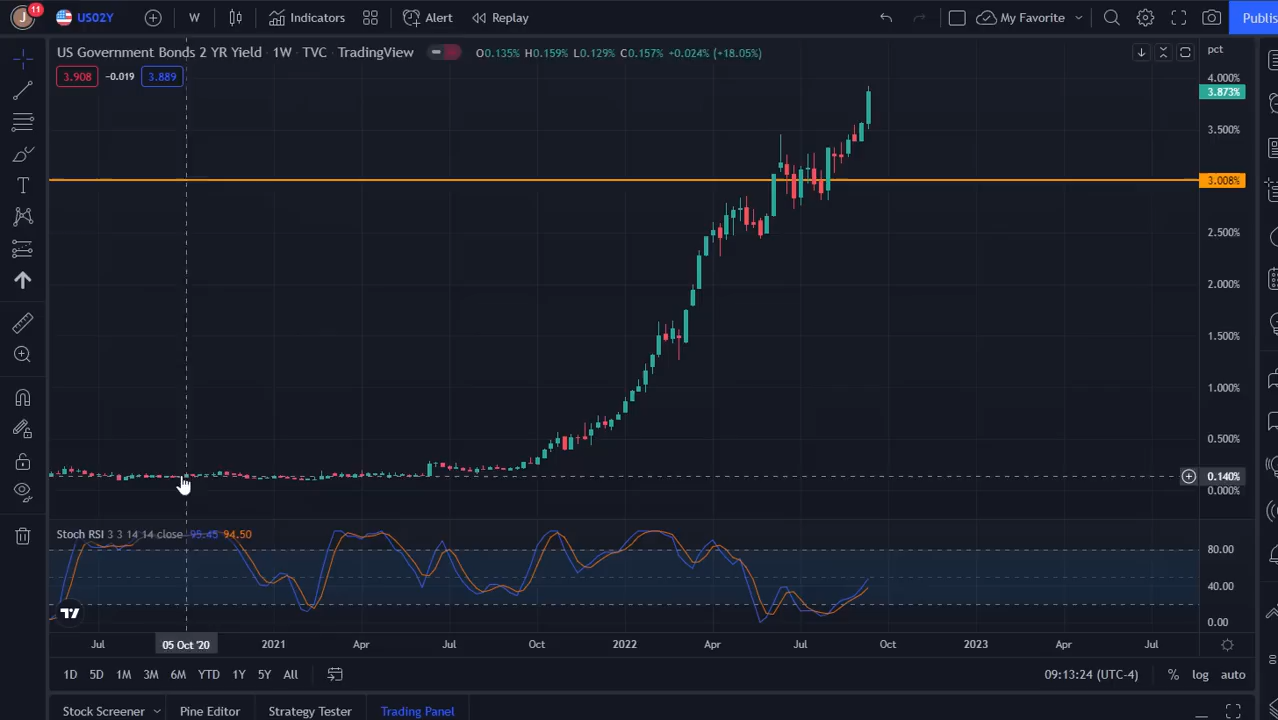 J 11 US02Y W Indicators Alert Replay My Favorite Publis
US Government Bonds 2 YR Yield · 1W · TVC · TradingView O0.135% H0.159% L0.129% C0.157% +0.024% (+18.05%) pct
3.908 -0.019 3.889
4.000%
3.873%
3.500%
3.008%
2.500%
2.000%
1.500%
1.000%
0.500%
0.140%
0.000%
Stoch RSI 3 3 14 14 close 95.45 94.50
80.00
40.00
0.00
Jul 05 Oct '20 2021 Apr Jul Oct 2022 Apr Jul Oct 2023 Apr Jul
1D 5D 1M 3M 6M YTD 1Y 5Y All 09:13:24 (UTC-4) % log auto
Stock Screener Pine Editor Strategy Tester Trading Panel